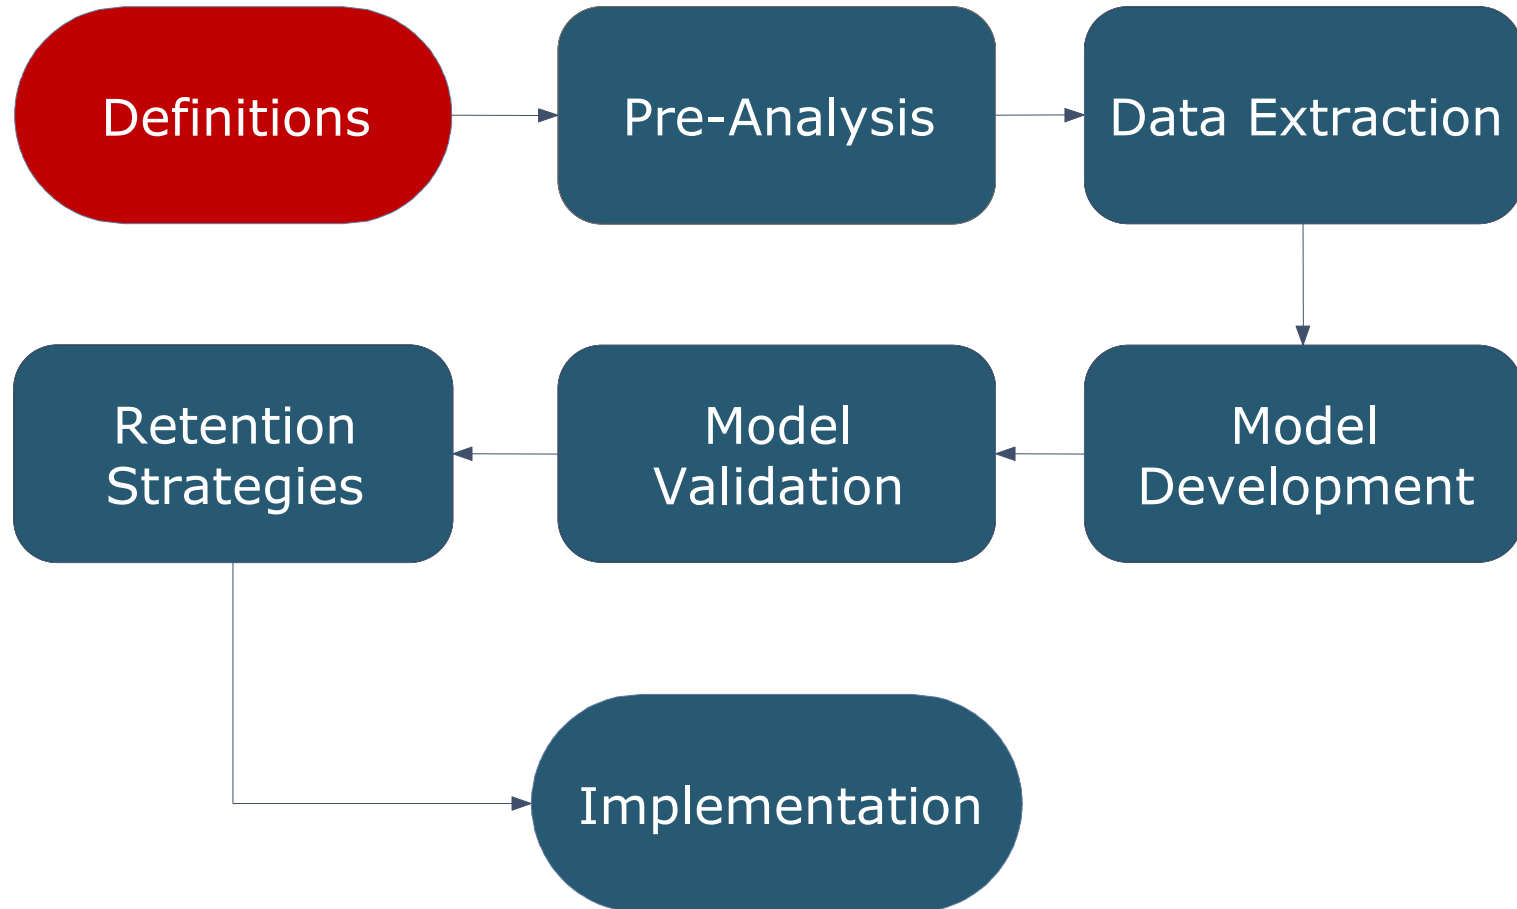 Definitions
Pre-Analysis
Data Extraction
Retention
Strategies
Model
Validation
Model
Development
Implementation